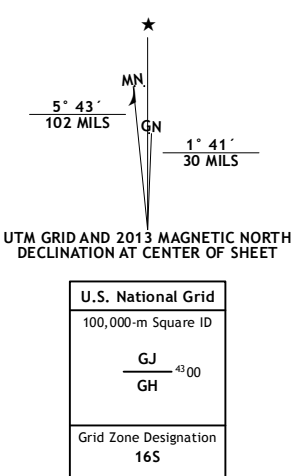 ★
MN
GN
5° 43´
102 MILS
1° 41´
30 MILS
UTM GRID AND 2013 MAGNETIC NORTH
DECLINATION AT CENTER OF SHEET
U.S. National Grid
100,000-m Square ID
GJ
4300
GH
Grid Zone Designation
16S